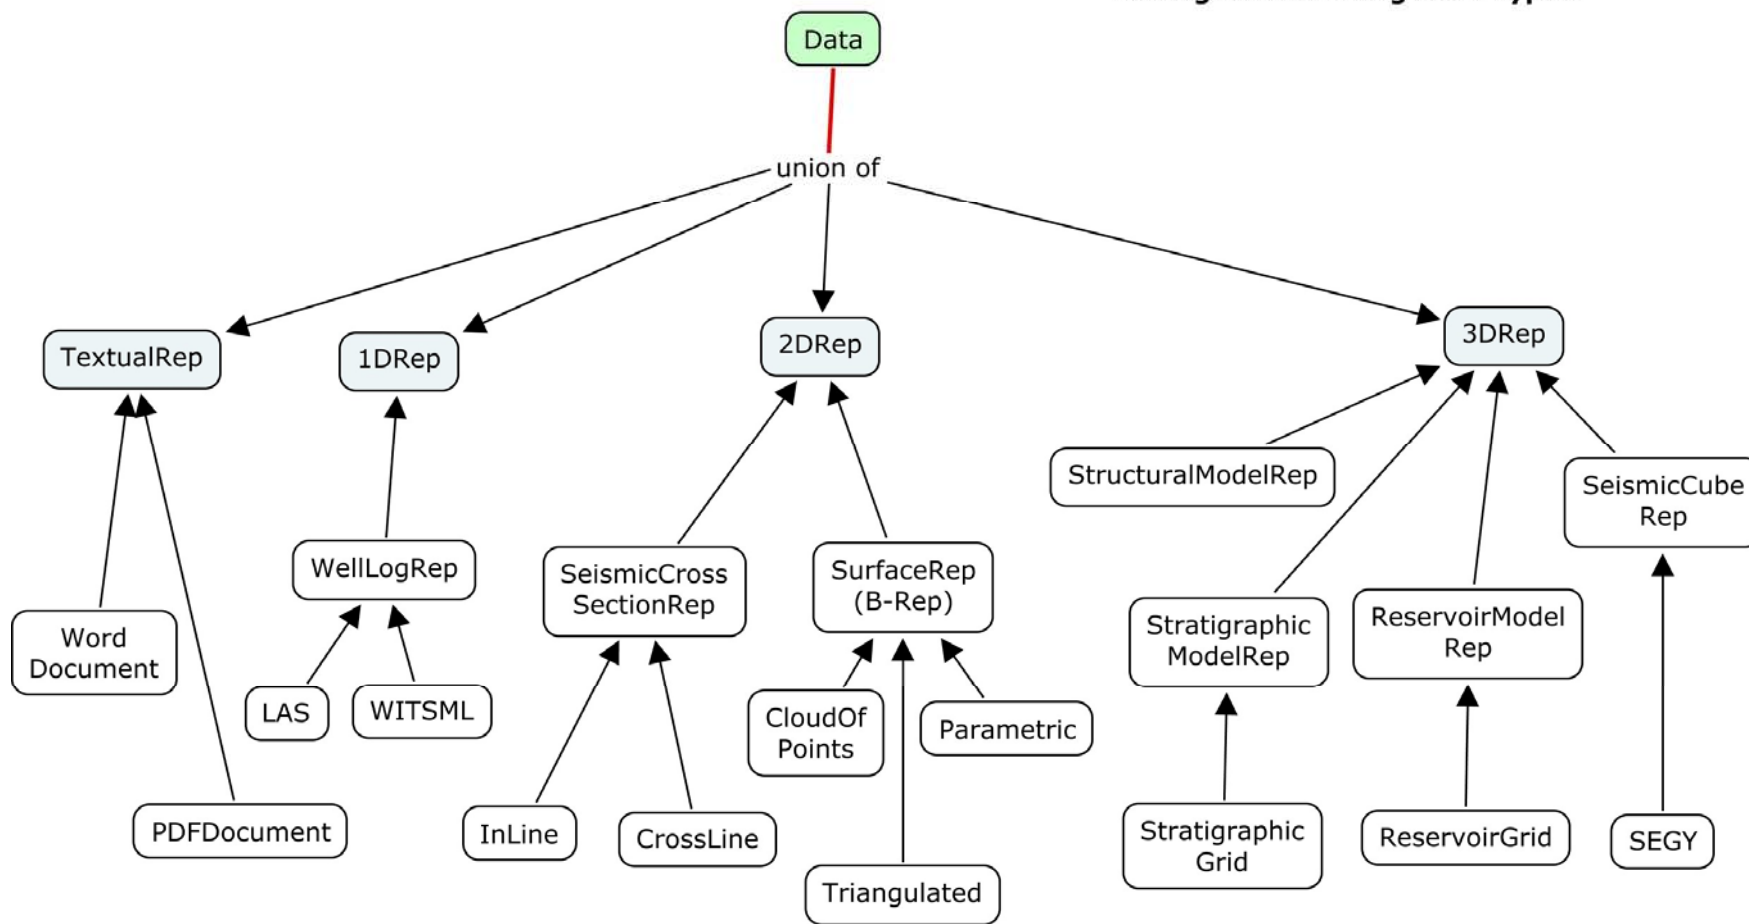 Data
union of
TextualRep
1DRep
2DRep
3DRep
StructuralModelRep
SeismicCube
Rep
WellLogRep
SeismicCross
SectionRep
SurfaceRep
(B-Rep)
Stratigraphic
ModelRep
ReservoirModel
Rep
Word
Document
LAS
WITSML
CloudOf
Points
Parametric
PDFDocument
InLine
CrossLine
Triangulated
Stratigraphic
Grid
ReservoirGrid
SEGY